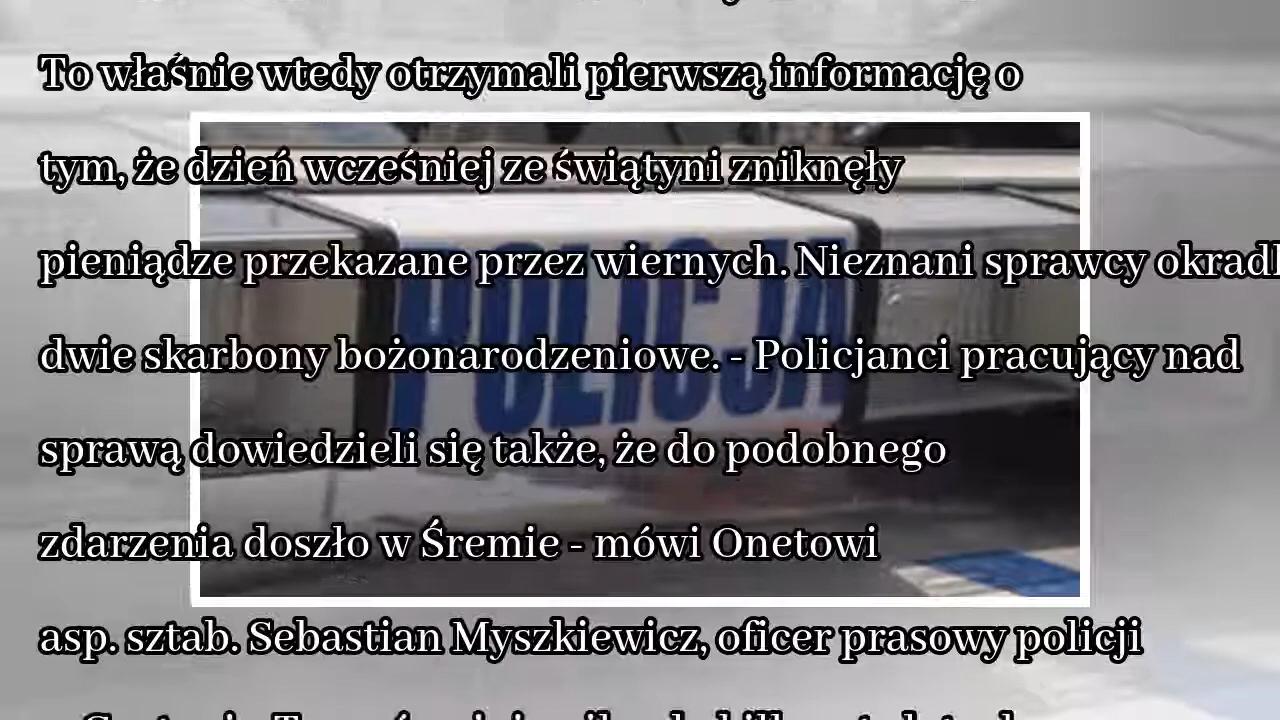 To właśnie wtedy otrzymali pierwszą informację o
tym, że dzień wcześniej ze świątyni zniknęły
pieniądze przekazane przez wiernych. Nieznani sprawcy okradl
POLICJA
dwie skarbony bożonarodzeniowe. - Policjanci pracujący nad
sprawą dowiedzieli się także, że do podobnego
zdarzenia doszło w Śremie - mówi Onetowi
asp. sztab. Sebastian Myszkiewicz, oficer prasowy policji